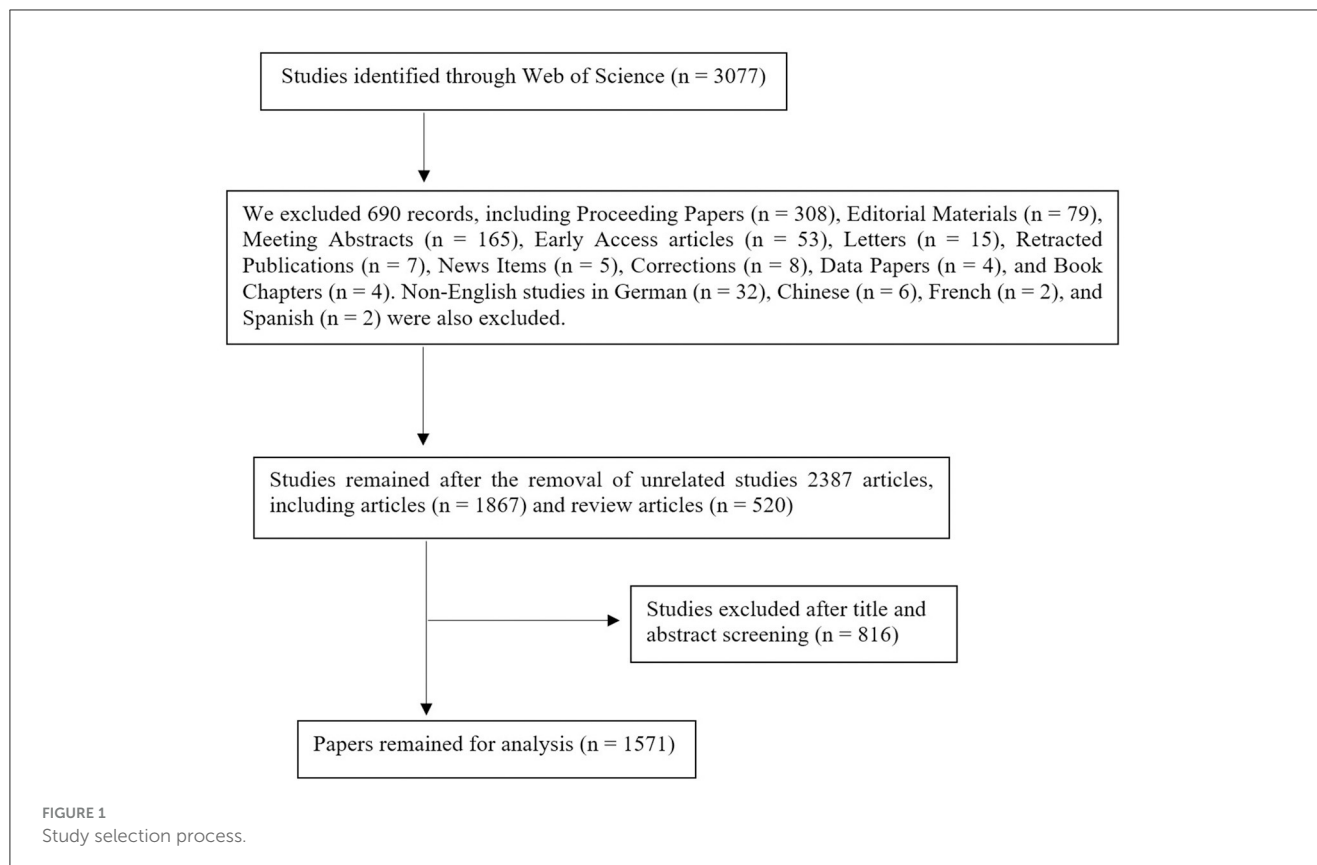 Studies identified through Web of Science (n = 3077)
We excluded 690 records, including Proceeding Papers (n = 308), Editorial Materials (n = 79),
Meeting Abstracts (n = 165), Early Access articles (n = 53), Letters (n = 15), Retracted
Publications (n = 7), News Items (n = 5), Corrections (n = 8), Data Papers (n = 4), and Book
Chapters (n = 4). Non-English studies in German (n = 32), Chinese (n = 6), French (n = 2), and
Spanish (n = 2) were also excluded.
Studies remained after the removal of unrelated studies 2387 articles,
including articles (n = 1867) and review articles (n = 520)
Studies excluded after title and
abstract screening (n = 816)
Papers remained for analysis (n = 1571)
FIGURE 1
Study selection process.